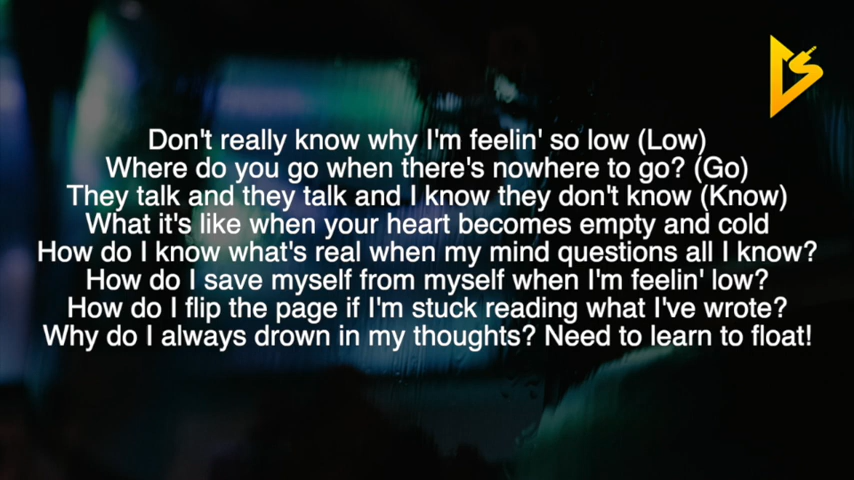 Don't really know why I'm feelin' so low (Low)
Where do you go when there's nowhere to go? (Go)
They talk and they talk and I know they don't know (Know)
What it's like when your heart becomes empty and cold
How do I know what's real when my mind questions all I know?
How do I save myself from myself when I'm feelin' low?
How do I flip the page if I'm stuck reading what I've wrote?
Why do I always drown in my thoughts? Need to learn to float!